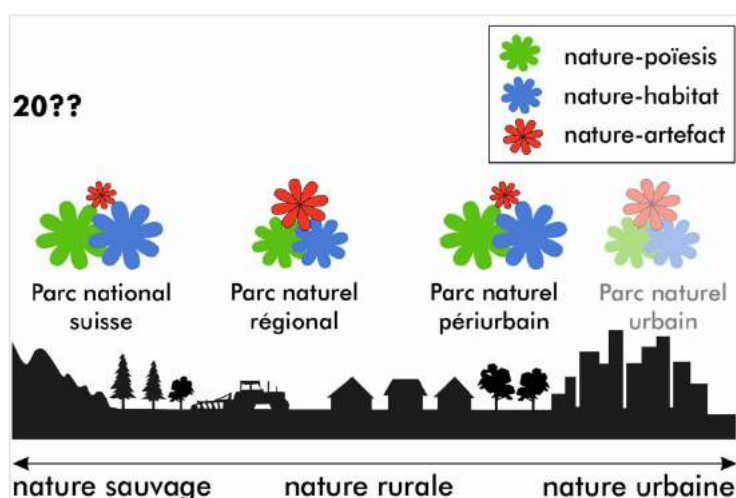 nature-poïesis
nature-habitat
nature-artefact
20??
Parc national
suisse
Parc naturel
régional
Parc naturel
périurbain
Parc naturel
urbain
nature sauvage
nature rurale
nature urbaine